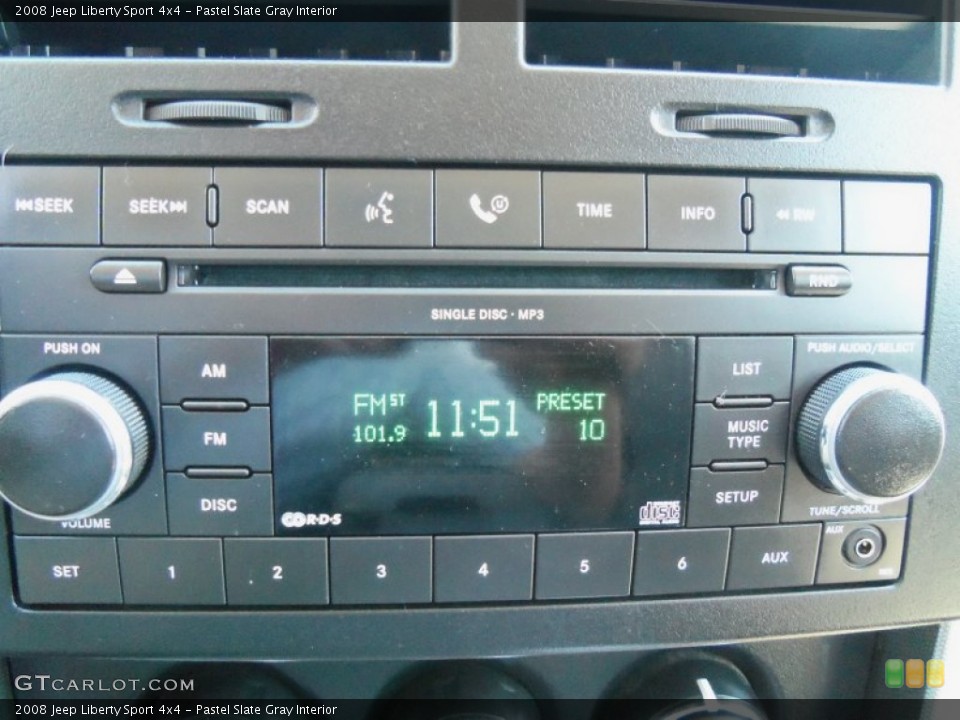 2008 Jeep Liberty Sport 4x4 - Pastel Slate Gray Interior
SEEK SEEK SCAN TIME INFO RW
RND
SINGLE DISC · MP3
PUSH ON PUSH AUDIO/SELECT
AM LIST
FM ST 11:51 PRESET
101.9 10
FM MUSIC TYPE
DISC SETUP
VOLUME R·D·S disc TUNE/SCROLL
SET 1 2 3 4 5 6 AUX AUX
GTCARLOT.COM
2008 Jeep Liberty Sport 4x4 - Pastel Slate Gray Interior